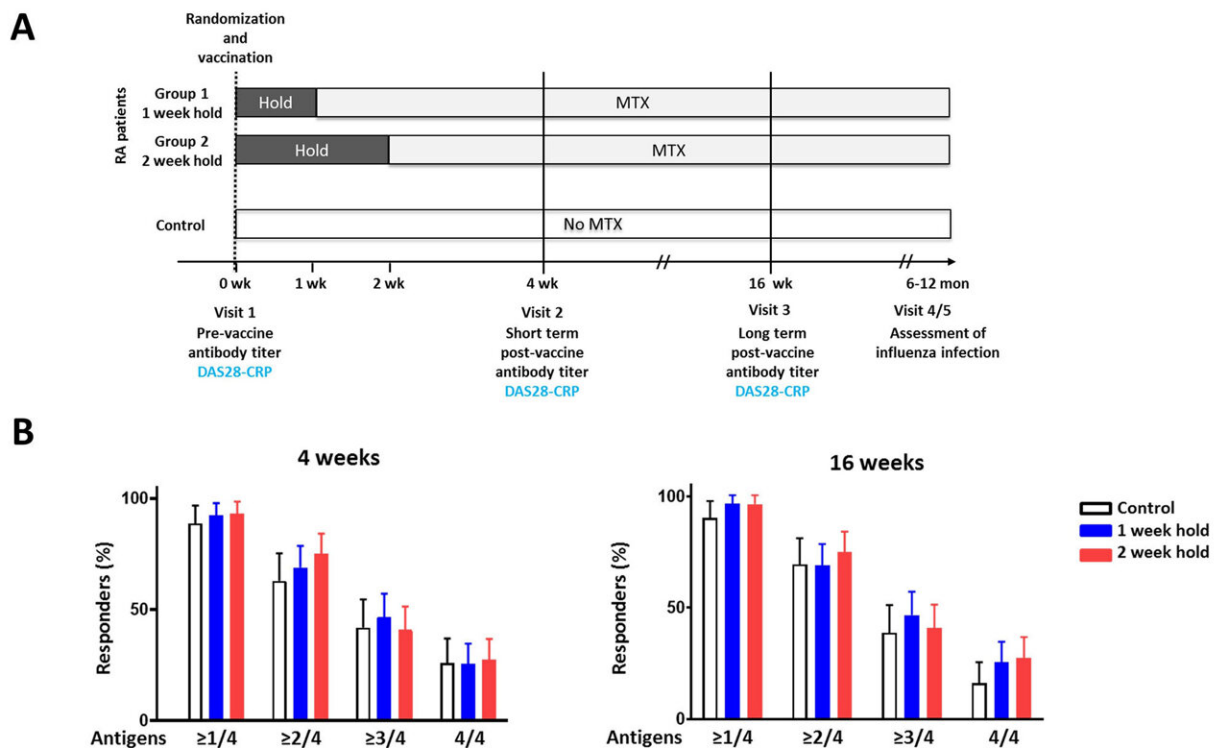 A
Randomization
and
vaccination
RA patients
Group 1
1 week hold
Hold
MTX
Group 2
2 week hold
Hold
MTX
Control
No MTX
//
//
0 wk
1 wk
2 wk
4 wk
16 wk
6-12 mon
Visit 1
Pre-vaccine
antibody titer
DAS28-CRP
Visit 2
Short term
post-vaccine
antibody titer
DAS28-CRP
Visit 3
Long term
post-vaccine
antibody titer
DAS28-CRP
Visit 4/5
Assessment of
influenza infection
B
4 weeks
Responders (%)
100
50
0
Antigens ≥1/4 ≥2/4 ≥3/4 4/4
16 weeks
Responders (%)
100
50
0
Antigens ≥1/4 ≥2/4 ≥3/4 4/4
Control
1 week hold
2 week hold